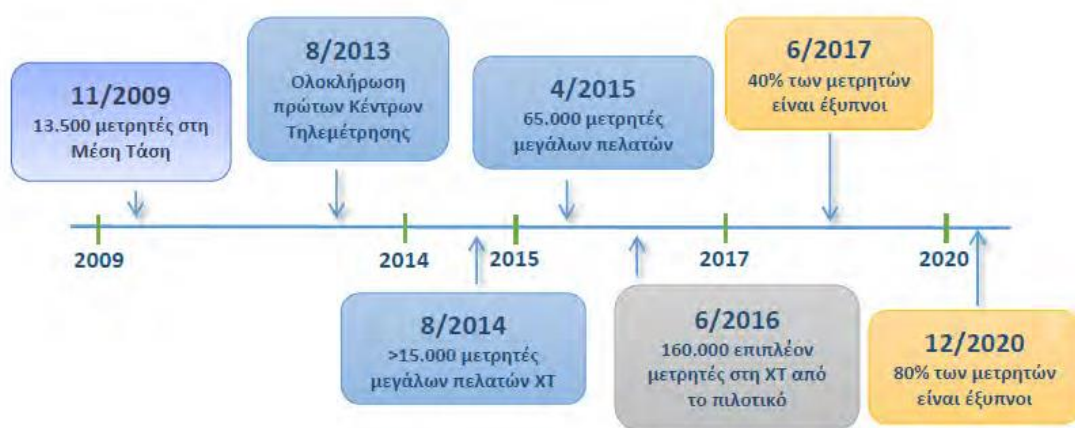 11/2009
13.500 μετρητές στη
Μέση Τάση
8/2013
Ολοκλήρωση
πρώτων Κέντρων
Τηλεμέτρησης
4/2015
65.000 μετρητές
μεγάλων πελατών
6/2017
40% των μετρητών
είναι έξυπνοι
2009
2014
2015
2017
2020
8/2014
>15.000 μετρητές
μεγάλων πελατών ΧΤ
6/2016
160.000 επιπλέον
μετρητές στη ΧΤ από
το πιλοτικό
12/2020
80% των μετρητών
είναι έξυπνοι